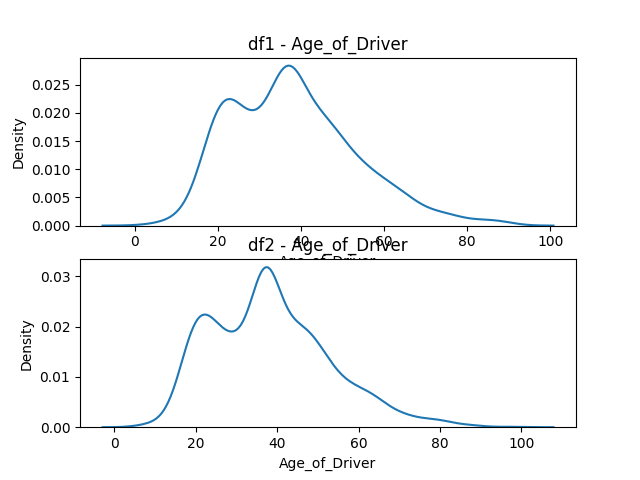 df1 - Age_of_Driver
0.025
0.020
0.015
0.010
0.005
0.000
Density
0 20 40 60 80 100
Age_of_Driver
df2 - Age_of_Driver
0.03
0.02
0.01
0.00
Density
0 20 40 60 80 100
Age_of_Driver